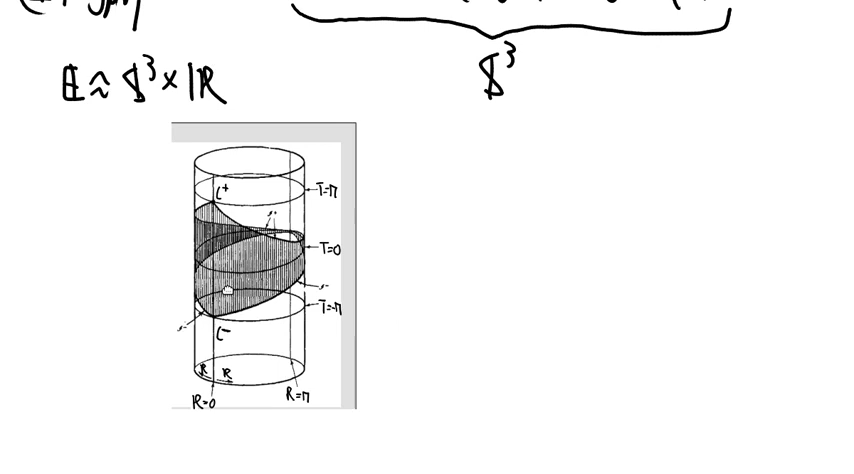 𝕊³
𝔼 ≈ 𝕊³ × ℝ
L⁺
T=π
T=0
T=-π
L⁻
R R
R=0
R=π